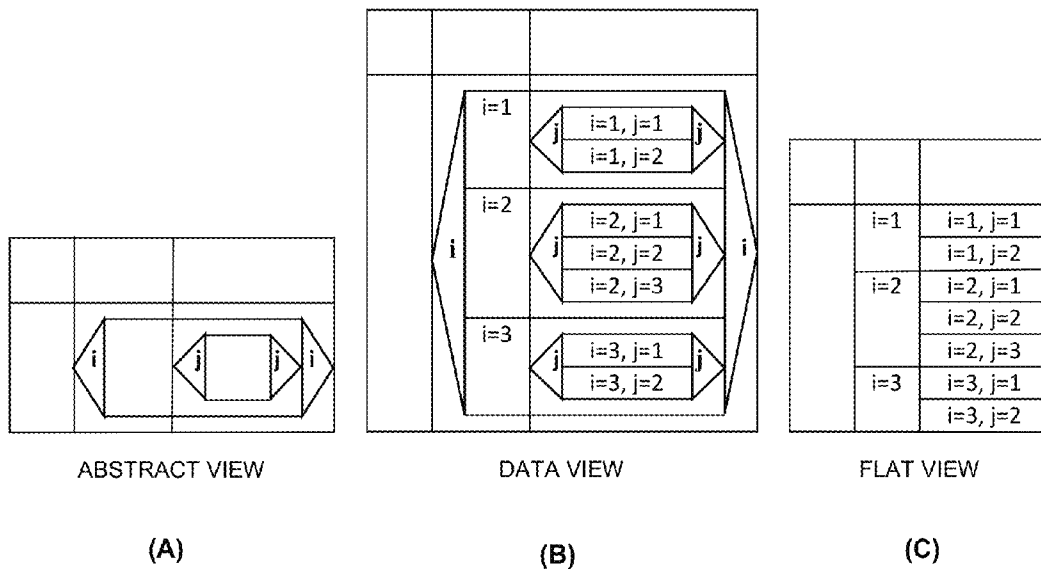 i
j
j
i
ABSTRACT VIEW
(A)
i
i=1
j
i=1, j=1
i=1, j=2
j
i=2
j
i=2, j=1
i=2, j=2
i=2, j=3
j
i=3
j
i=3, j=1
i=3, j=2
j
i
DATA VIEW
(B)
i=1
i=1, j=1
i=1, j=2
i=2
i=2, j=1
i=2, j=2
i=2, j=3
i=3
i=3, j=1
i=3, j=2
FLAT VIEW
(C)